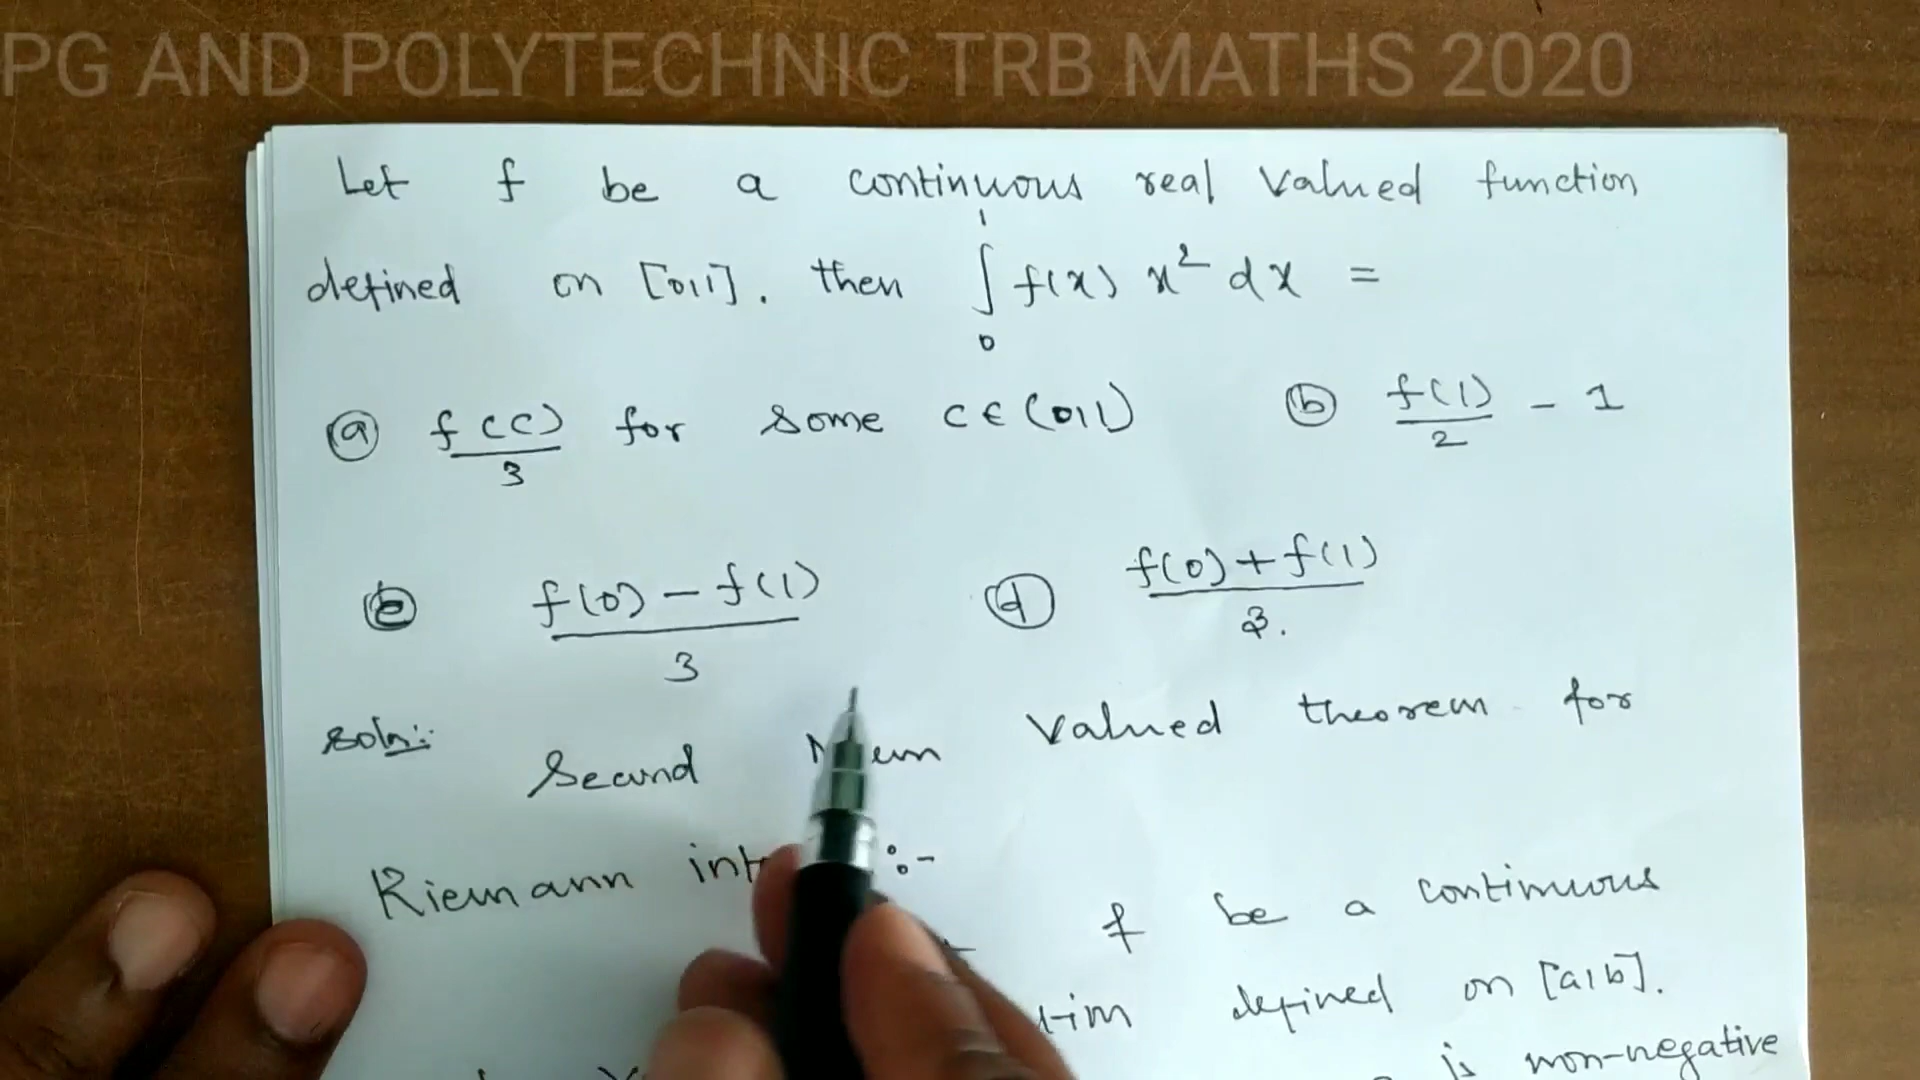 PG AND POLYTECHNIC TRB MATHS 2020
Let f be a continuous real valued function
defined on [0,1]. then ∫₀¹ f(x) x² dx =
(a) f(c)/3 for some c ∈ (0,1) (b) f(1)/2 - 1
(c) f(0) - f(1)/3 (d) f(0) + f(1)/3.
Soln:-
Second valued theorem for
Riemann :-
f be a continuous
defined on [a,b].
is non-negative